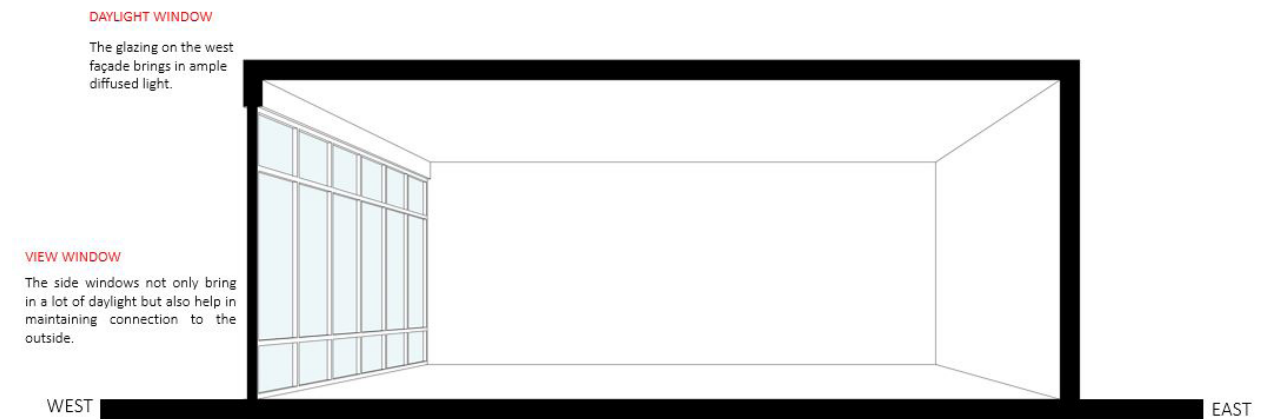 DAYLIGHT WINDOW
The glazing on the west
façade brings in ample
diffused light.
VIEW WINDOW
The side windows not only bring
in a lot of daylight but also help in
maintaining connection to the
outside.
WEST
EAST